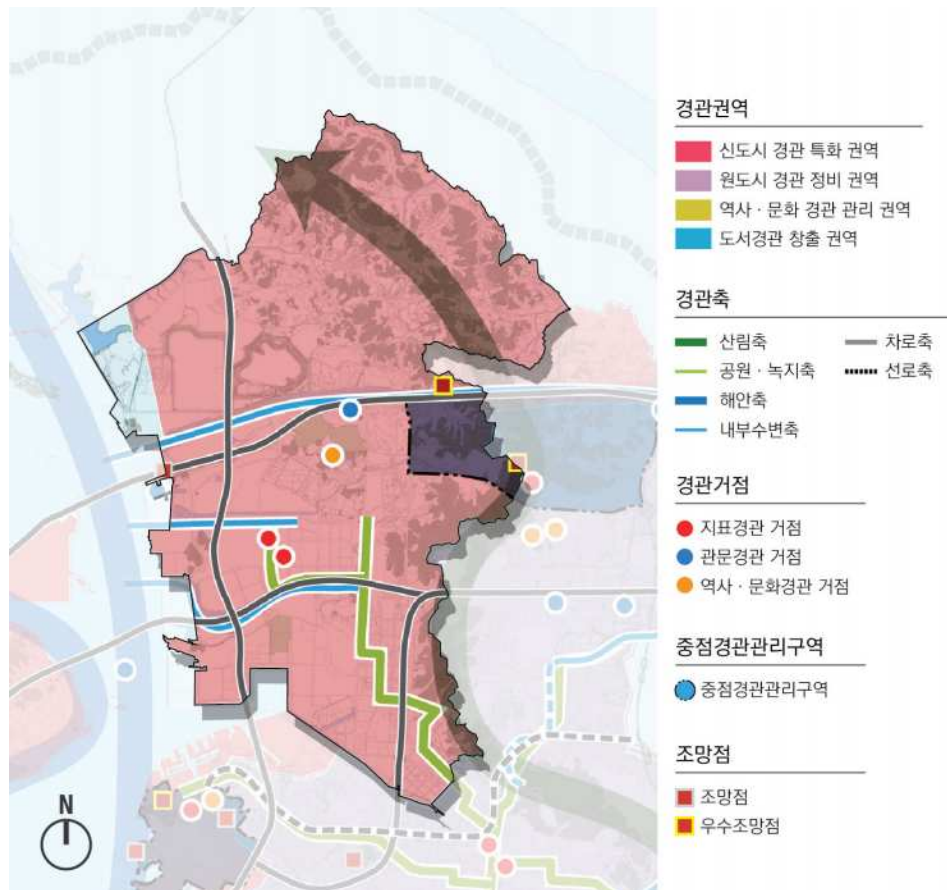 경관권역
신도시 경관 특화 권역
원도시 경관 정비 권역
역사 · 문화 경관 관리 권역
도서경관 창출 권역
경관축
산림축
차로축
공원 · 녹지축
선로축
해안축
내부수변축
경관거점
지표경관 거점
관문경관 거점
역사 · 문화경관 거점
중점경관관리구역
중점경관관리구역
조망점
조망점
우수조망점
N